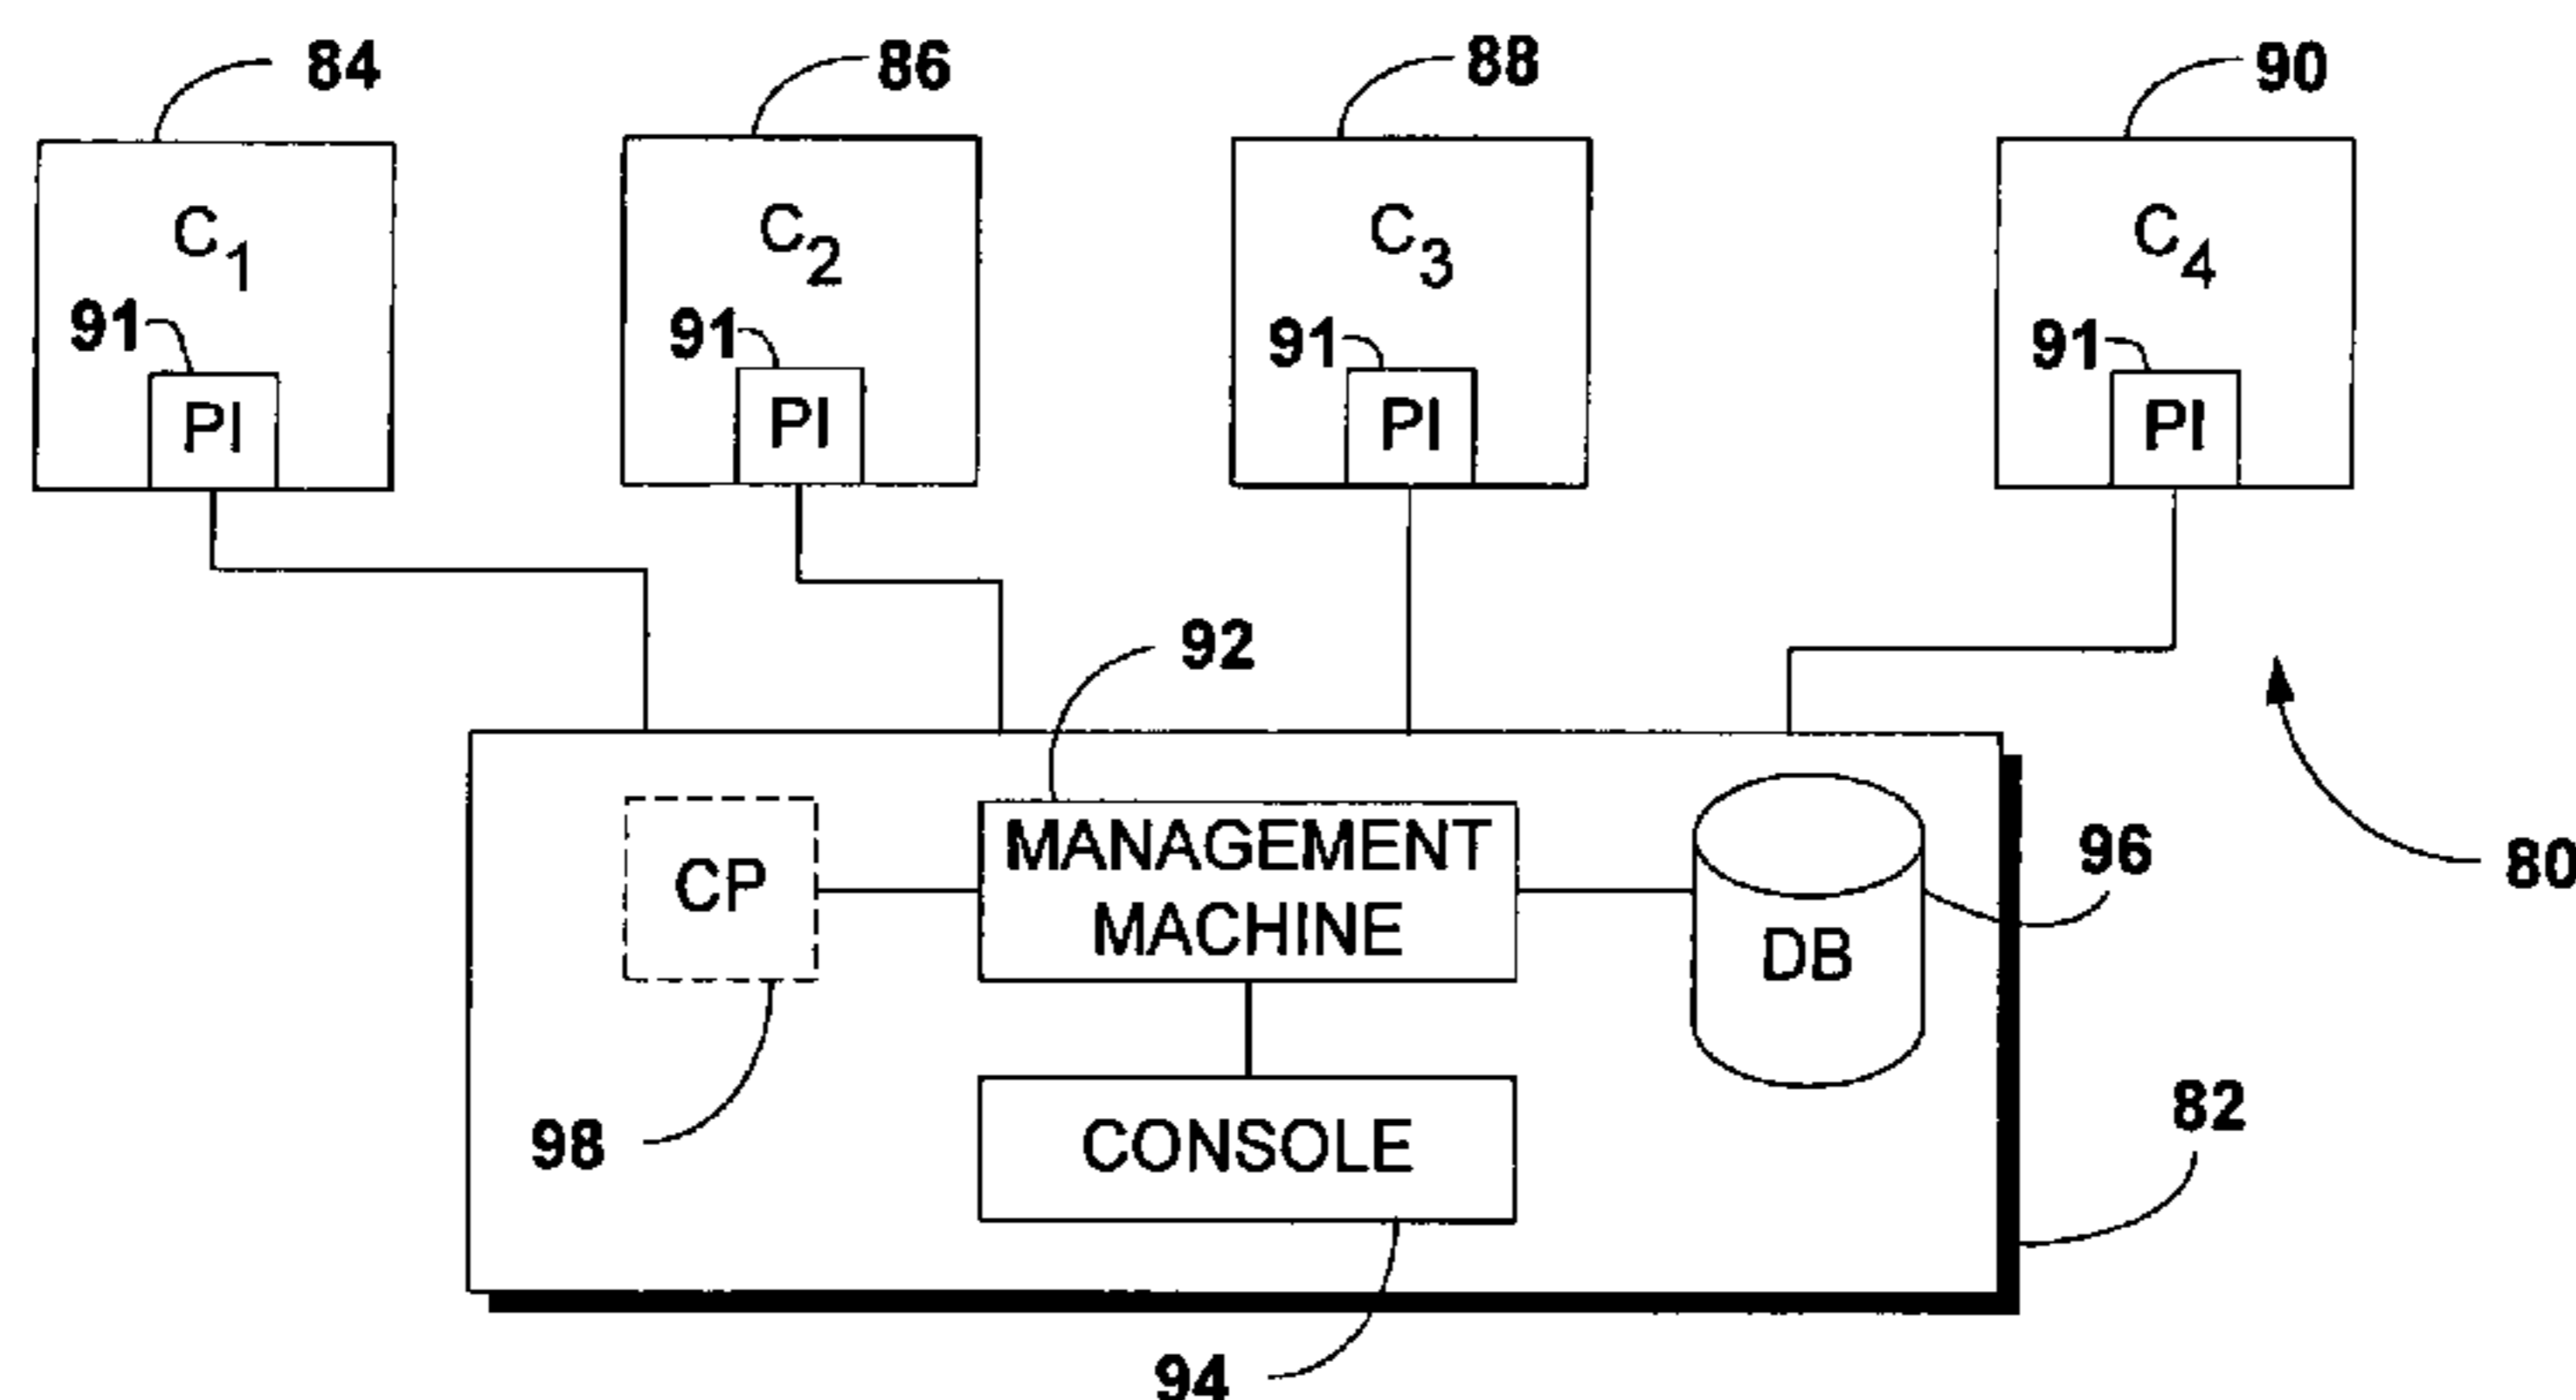 84
86
88
90
C1
C2
C3
C4
91
91
91
91
PI
PI
PI
PI
92
80
CP
MANAGEMENT
MACHINE
DB
96
98
CONSOLE
82
94